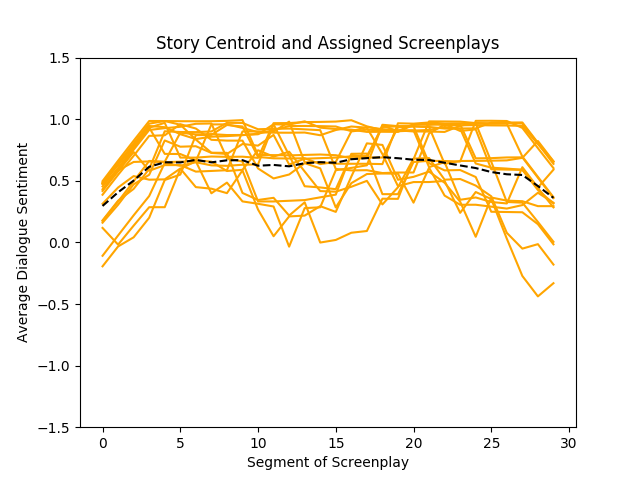 Story Centroid and Assigned Screenplays
1.5
1.0
0.5
0.0
−0.5
−1.0
−1.5
Average Dialogue Sentiment
0 5 10 15 20 25 30
Segment of Screenplay